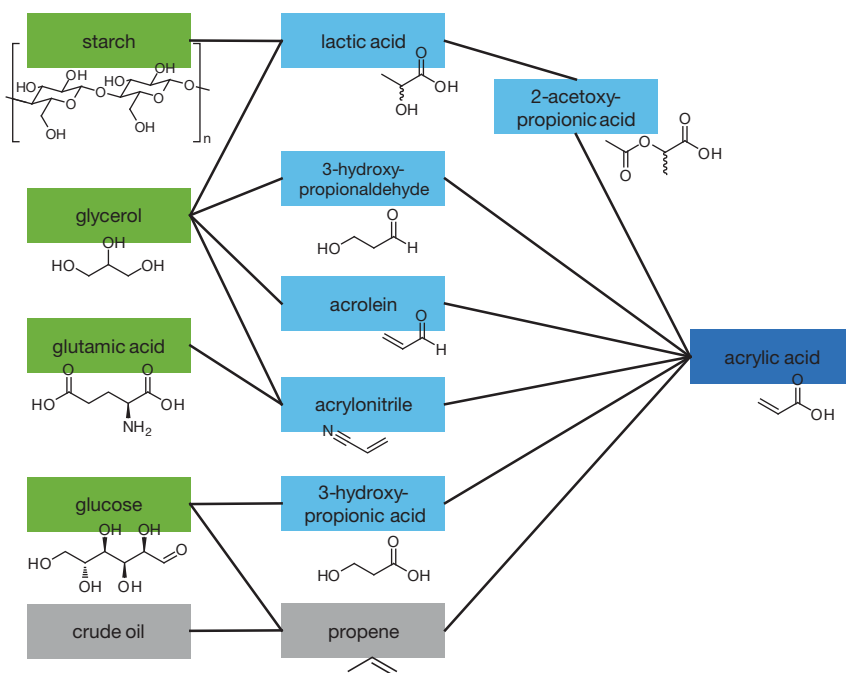 starch
HO
OH
O
HO
OH
O
HO
OH
O
O
HO
OH
n
lactic acid
O
OH
OH
2-acetoxy-
propionic acid
O
O
OH
O
3-hydroxy-
propionaldehyde
O
HO
H
glycerol
OH
HO
OH
acrolein
O
H
glutamic acid
O
O
HO
OH
NH2
acrylonitrile
N
acrylic acid
O
OH
glucose
OH
OH
O
HO
OH
OH
3-hydroxy-
propionic acid
O
HO
OH
crude oil
propene